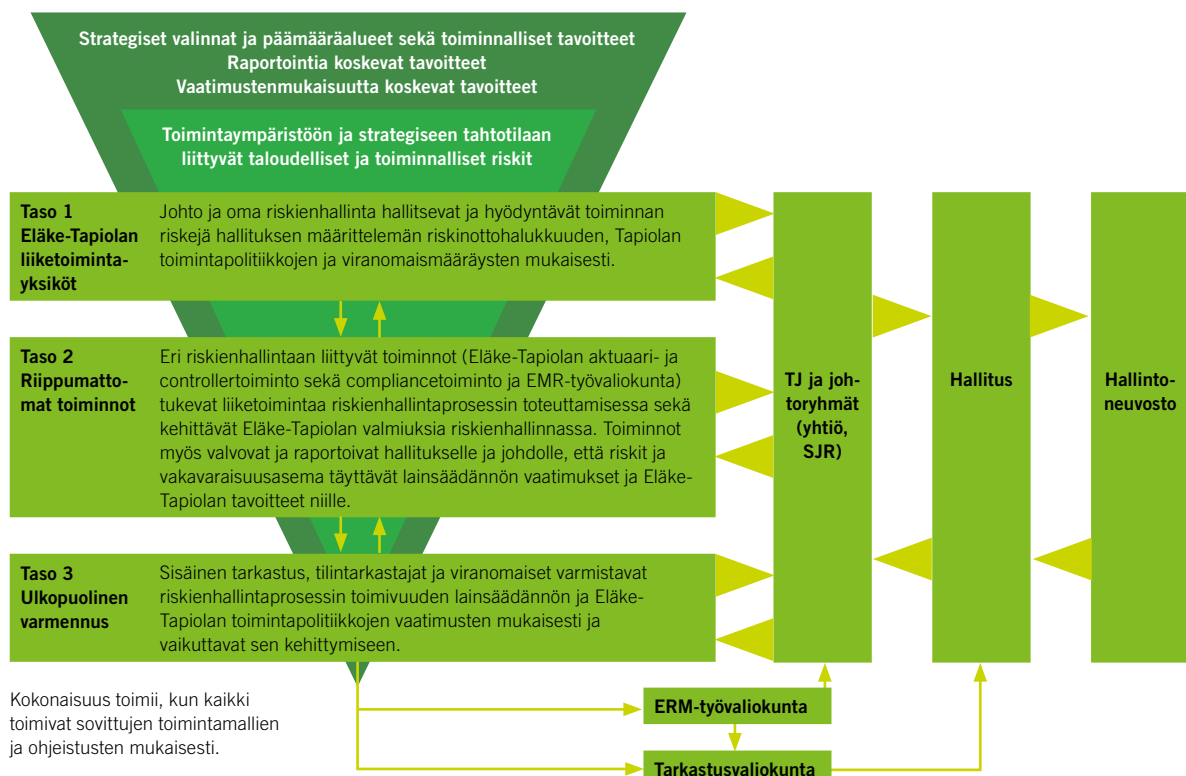 Strategiset valinnat ja päämääräalueet sekä toiminnalliset tavoitteet
Raportointia koskevat tavoitteet
Vaatimustenmukaisuutta koskevat tavoitteet
Toimintaympäristöön ja strategiseen tahtotilaan
liittyvät taloudelliset ja toiminnalliset riskit
Taso 1
Eläke-Tapiolan
liiketoiminta-
yksiköt
Johto ja oma riskienhallinta hallitsevat ja hyödyntävät toiminnan
riskejä hallituksen määrittelemän riskinottohalukkuuden, Tapiolan
toimintapolitiikkojen ja viranomaismääräysten mukaisesti.
Taso 2
Riippumatto-
mat toiminnot
Eri riskienhallintaan liittyvät toiminnot (Eläke-Tapiolan aktuaari- ja
controllertoiminto sekä compliancetoiminto ja EMR-työvaliokunta)
tukevat liiketoimintaa riskienhallintaprosessin toteuttamisessa sekä
kehittävät Eläke-Tapiolan valmiuksia riskienhallinnassa. Toiminnot
myös valvovat ja raportoivat hallitukselle ja johdolle, että riskit ja
vakavaraisuusasema täyttävät lainsäädännön vaatimukset ja Eläke-
Tapiolan tavoitteet niille.
Taso 3
Ulkopuolinen
varmennus
Sisäinen tarkastus, tilintarkastajat ja viranomaiset varmistavat
riskienhallintaprosessin toimivuuden lainsäädännön ja Eläke-
Tapiolan toimintapolitiikkojen vaatimusten mukaisesti ja
vaikuttavat sen kehittymiseen.
TJ ja joh-
toryhmät
(yhtiö,
SJR)
Hallitus
Hallinto-
neuvosto
Kokonaisuus toimii, kun kaikki
toimivat sovittujen toimintamallien
ja ohjeistusten mukaisesti.
ERM-työvaliokunta
Tarkastusvaliokunta